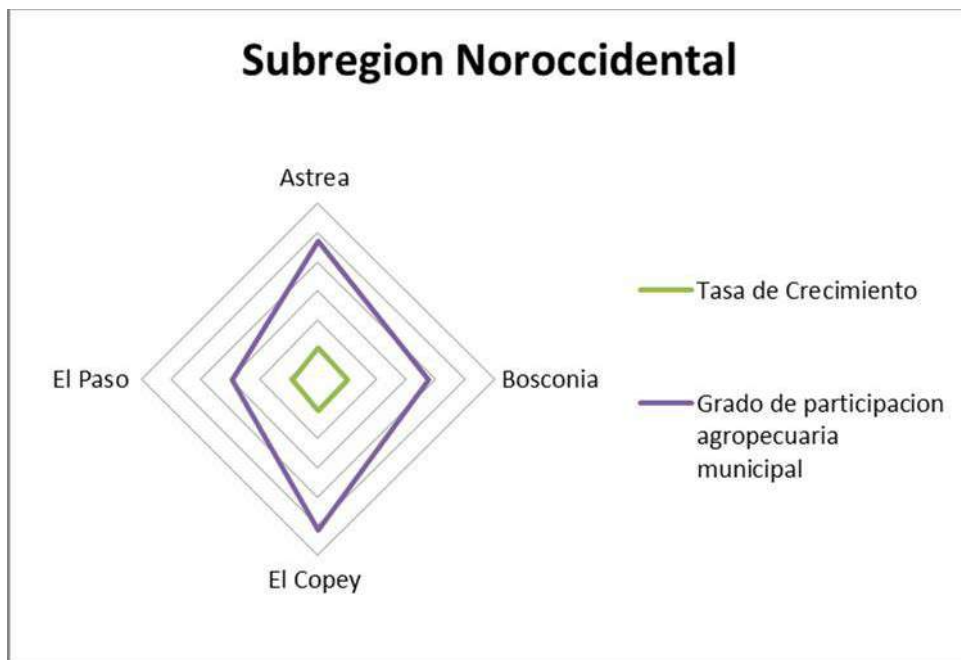 Subregion Noroccidental
Astrea
Tasa de Crecimiento
El Paso
Bosconia
Grado de participacion
agropecuaria
municipal
El Copey